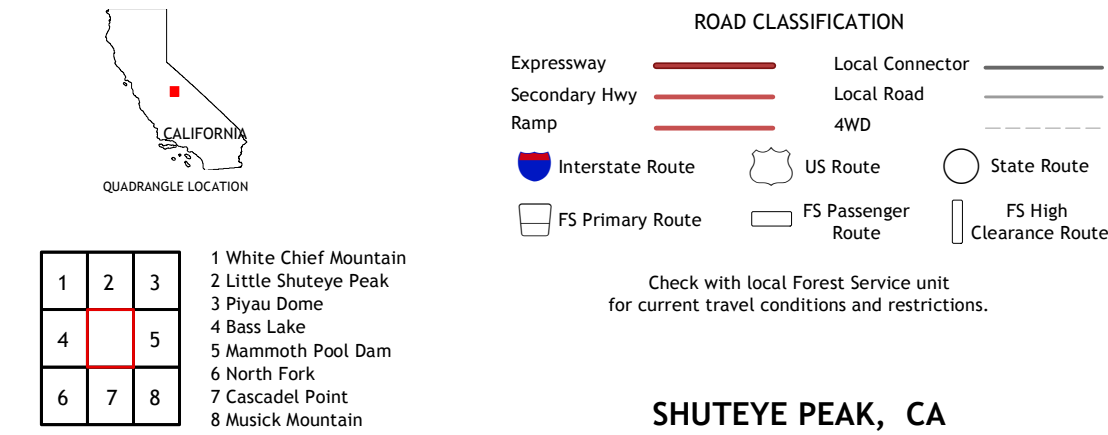 CALIFORNIA
QUADRANGLE LOCATION
1
2
3
4
5
6
7
8
1 White Chief Mountain
2 Little Shuteye Peak
3 Piyau Dome
4 Bass Lake
5 Mammoth Pool Dam
6 North Fork
7 Cascadel Point
8 Musick Mountain
ROAD CLASSIFICATION
Expressway
Local Connector
Secondary Hwy
Local Road
Ramp
4WD
Interstate Route
US Route
State Route
FS Primary Route
FS Passenger
Route
FS High
Clearance Route
Check with local Forest Service unit
for current travel conditions and restrictions.
SHUTEYE PEAK, CA